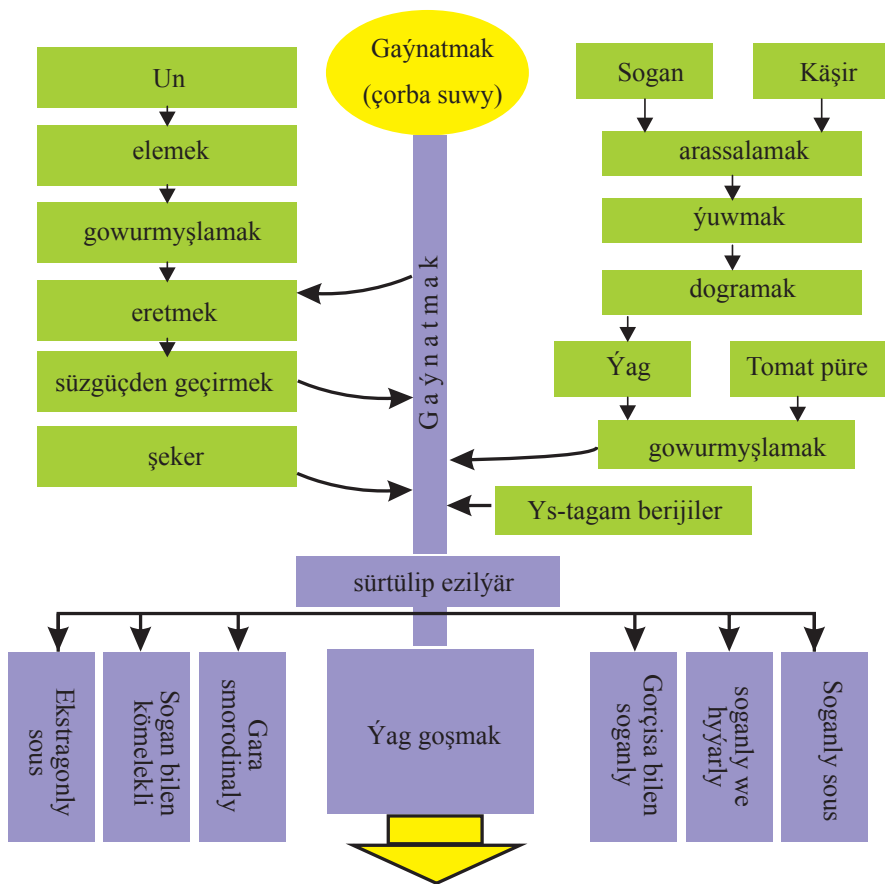 Un
elemek
gowurmyşlamak
eretmek
süzgüçden geçirmek
şeker
Gaýnatmak
(çorba suwy)
Gaýnatmak
Sogan
Käşir
arassalamak
ýuwmak
dogramak
Ýag
Tomat püre
gowurmyşlamak
Ys-tagam berijiler
sürtülip ezilýär
Ekstragonly
sous
Sogan bilen
kömelekli
Gara
smorodinaly
Ýag goşmak
Gorçisa bilen
soganly
soganly we
hyýarly
Soganly sous